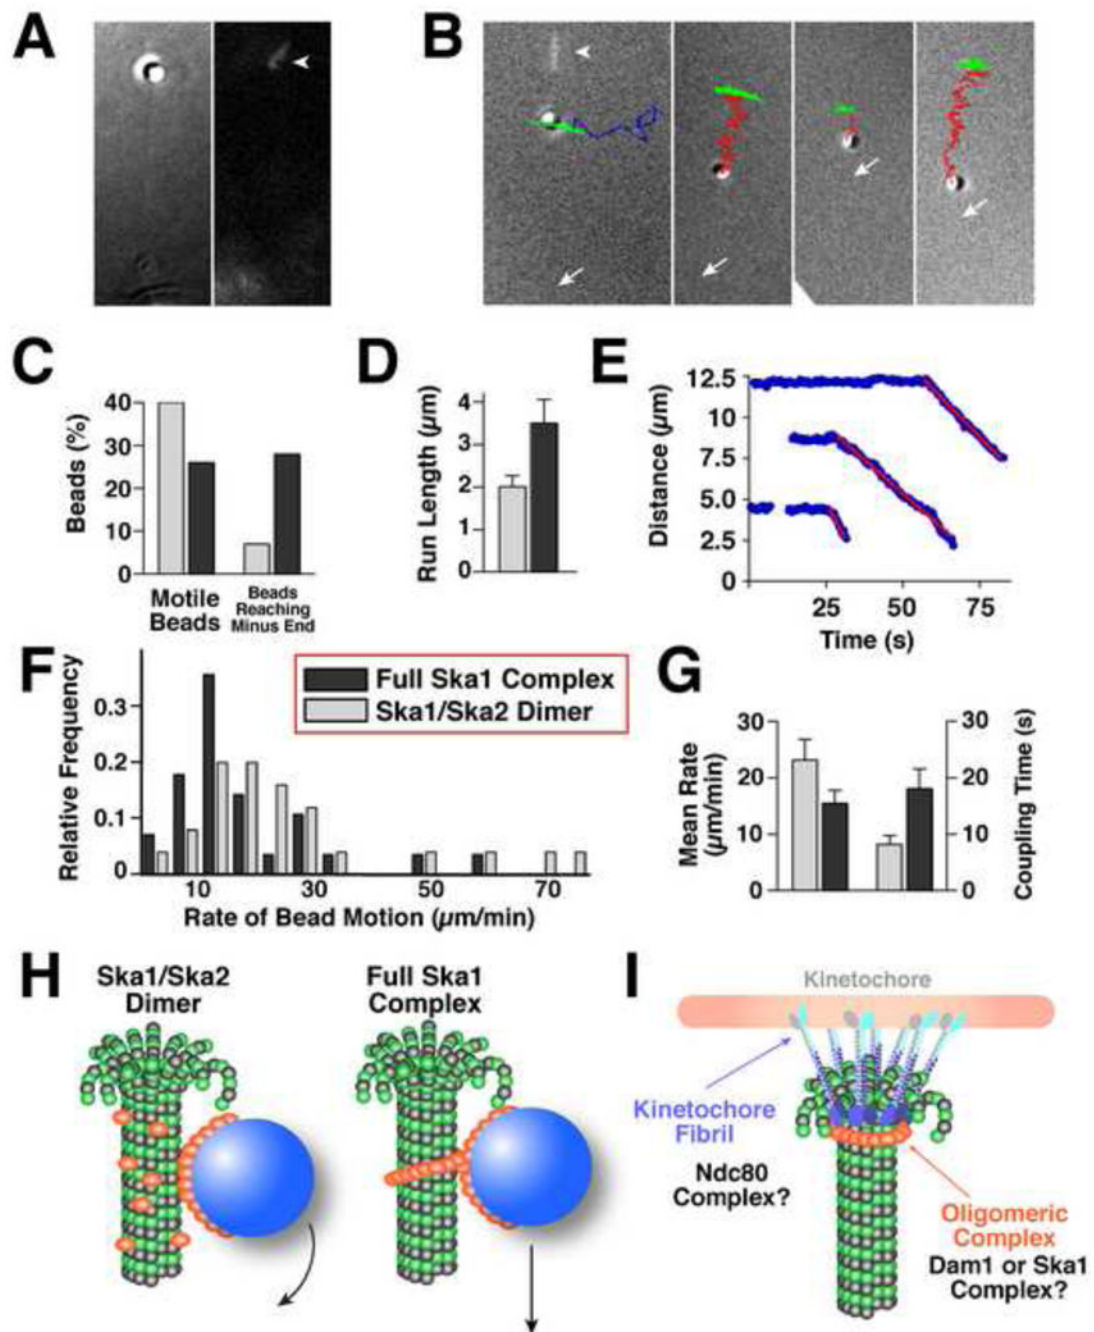 A
B
C
Beads (%)
40
30
20
10
0
Motile
Beads
Beads
Reaching
Minus End
D
Run Length (µm)
4
3
2
1
0
E
Distance (µm)
12.5
10
7.5
5.0
2.5
0
25
50
75
Time (s)
F
Relative Frequency
0.3
0.2
0.1
0
10
30
50
70
Rate of Bead Motion (µm/min)
Full Ska1 Complex
Ska1/Ska2 Dimer
G
Mean Rate
(µm/min)
30
20
10
0
30
20
10
0
Coupling Time (s)
H
Ska1/Ska2
Dimer
Full Ska1
Complex
I
Kinetochore
Kinetochore
Fibril
Ndc80
Complex?
Oligomeric
Complex
Dam1 or Ska1
Complex?